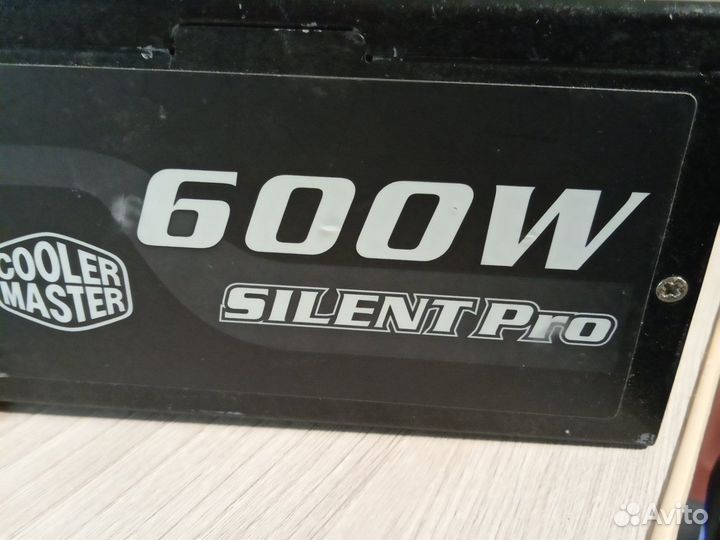 600W
COOLER
MASTER
SILENT Pro
Avito